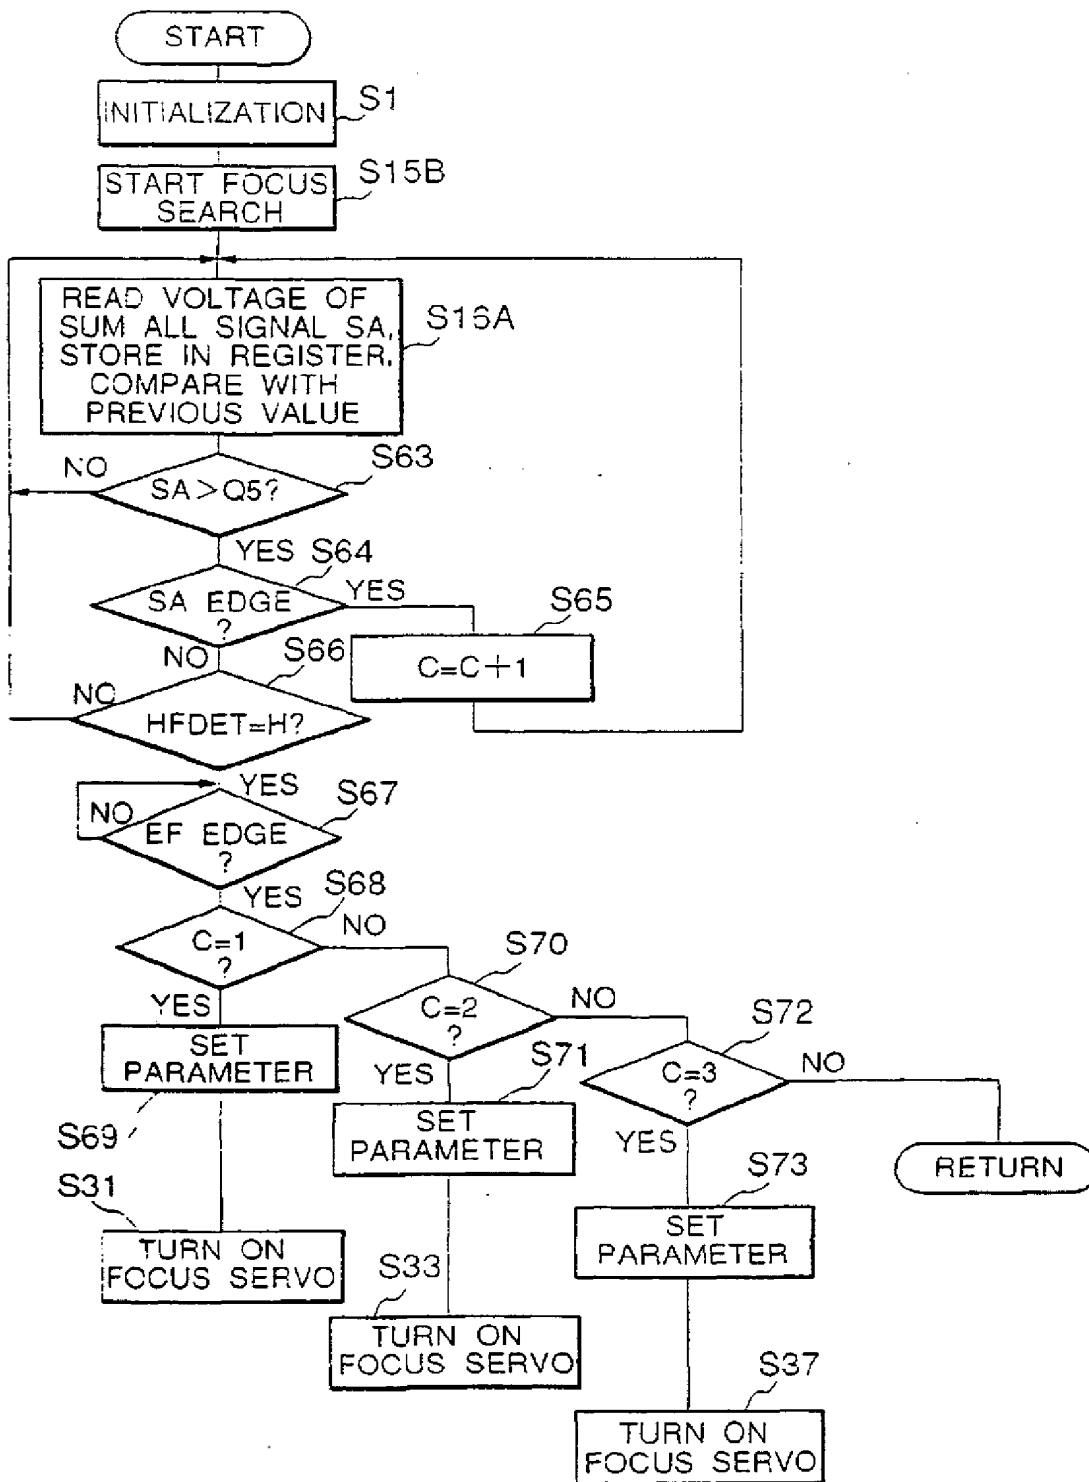 START
INITIALIZATION
S1
START FOCUS
SEARCH
S15B
READ VOLTAGE OF
SUM ALL SIGNAL SA,
STORE IN REGISTER.
COMPARE WITH
PREVIOUS VALUE
S16A
NO
SA>Q5?
S63
YES
S64
SA EDGE
?
YES
S65
C=C+1
NO
S66
NO
HFDET=H?
YES
S67
NO
EF EDGE
?
YES
S68
C=1
?
NO
S70
YES
C=2
?
NO
S72
SET
PARAMETER
S69
YES
S71
C=3
?
NO
SET
PARAMETER
YES
RETURN
S73
S31
SET
PARAMETER
TURN ON
FOCUS SERVO
S33
TURN ON
FOCUS SERVO
S37
TURN ON
FOCUS SERVO